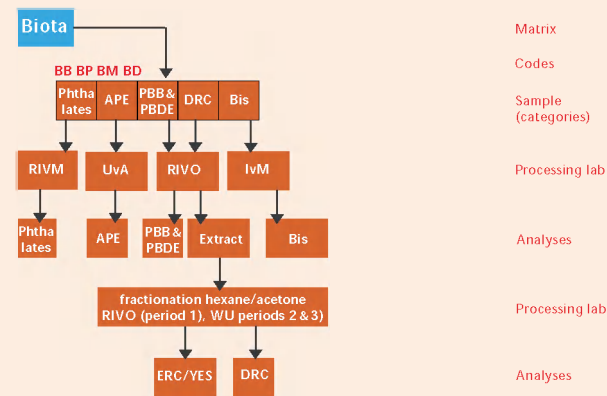 Biota
Matrix
Codes
BB BP BM BD
Phtha
lates
APE
PBB &
PBDE
DRC
Bis
Sample
(categories)
RIVM
UvA
RIVO
IvM
Processing lab
Phtha
lates
APE
PBB &
PBDE
Extract
Bis
Analyses
fractionation hexane/acetone
RIVO (period 1), WU periods 2 & 3)
Processing lab
ERC/YES
DRC
Analyses